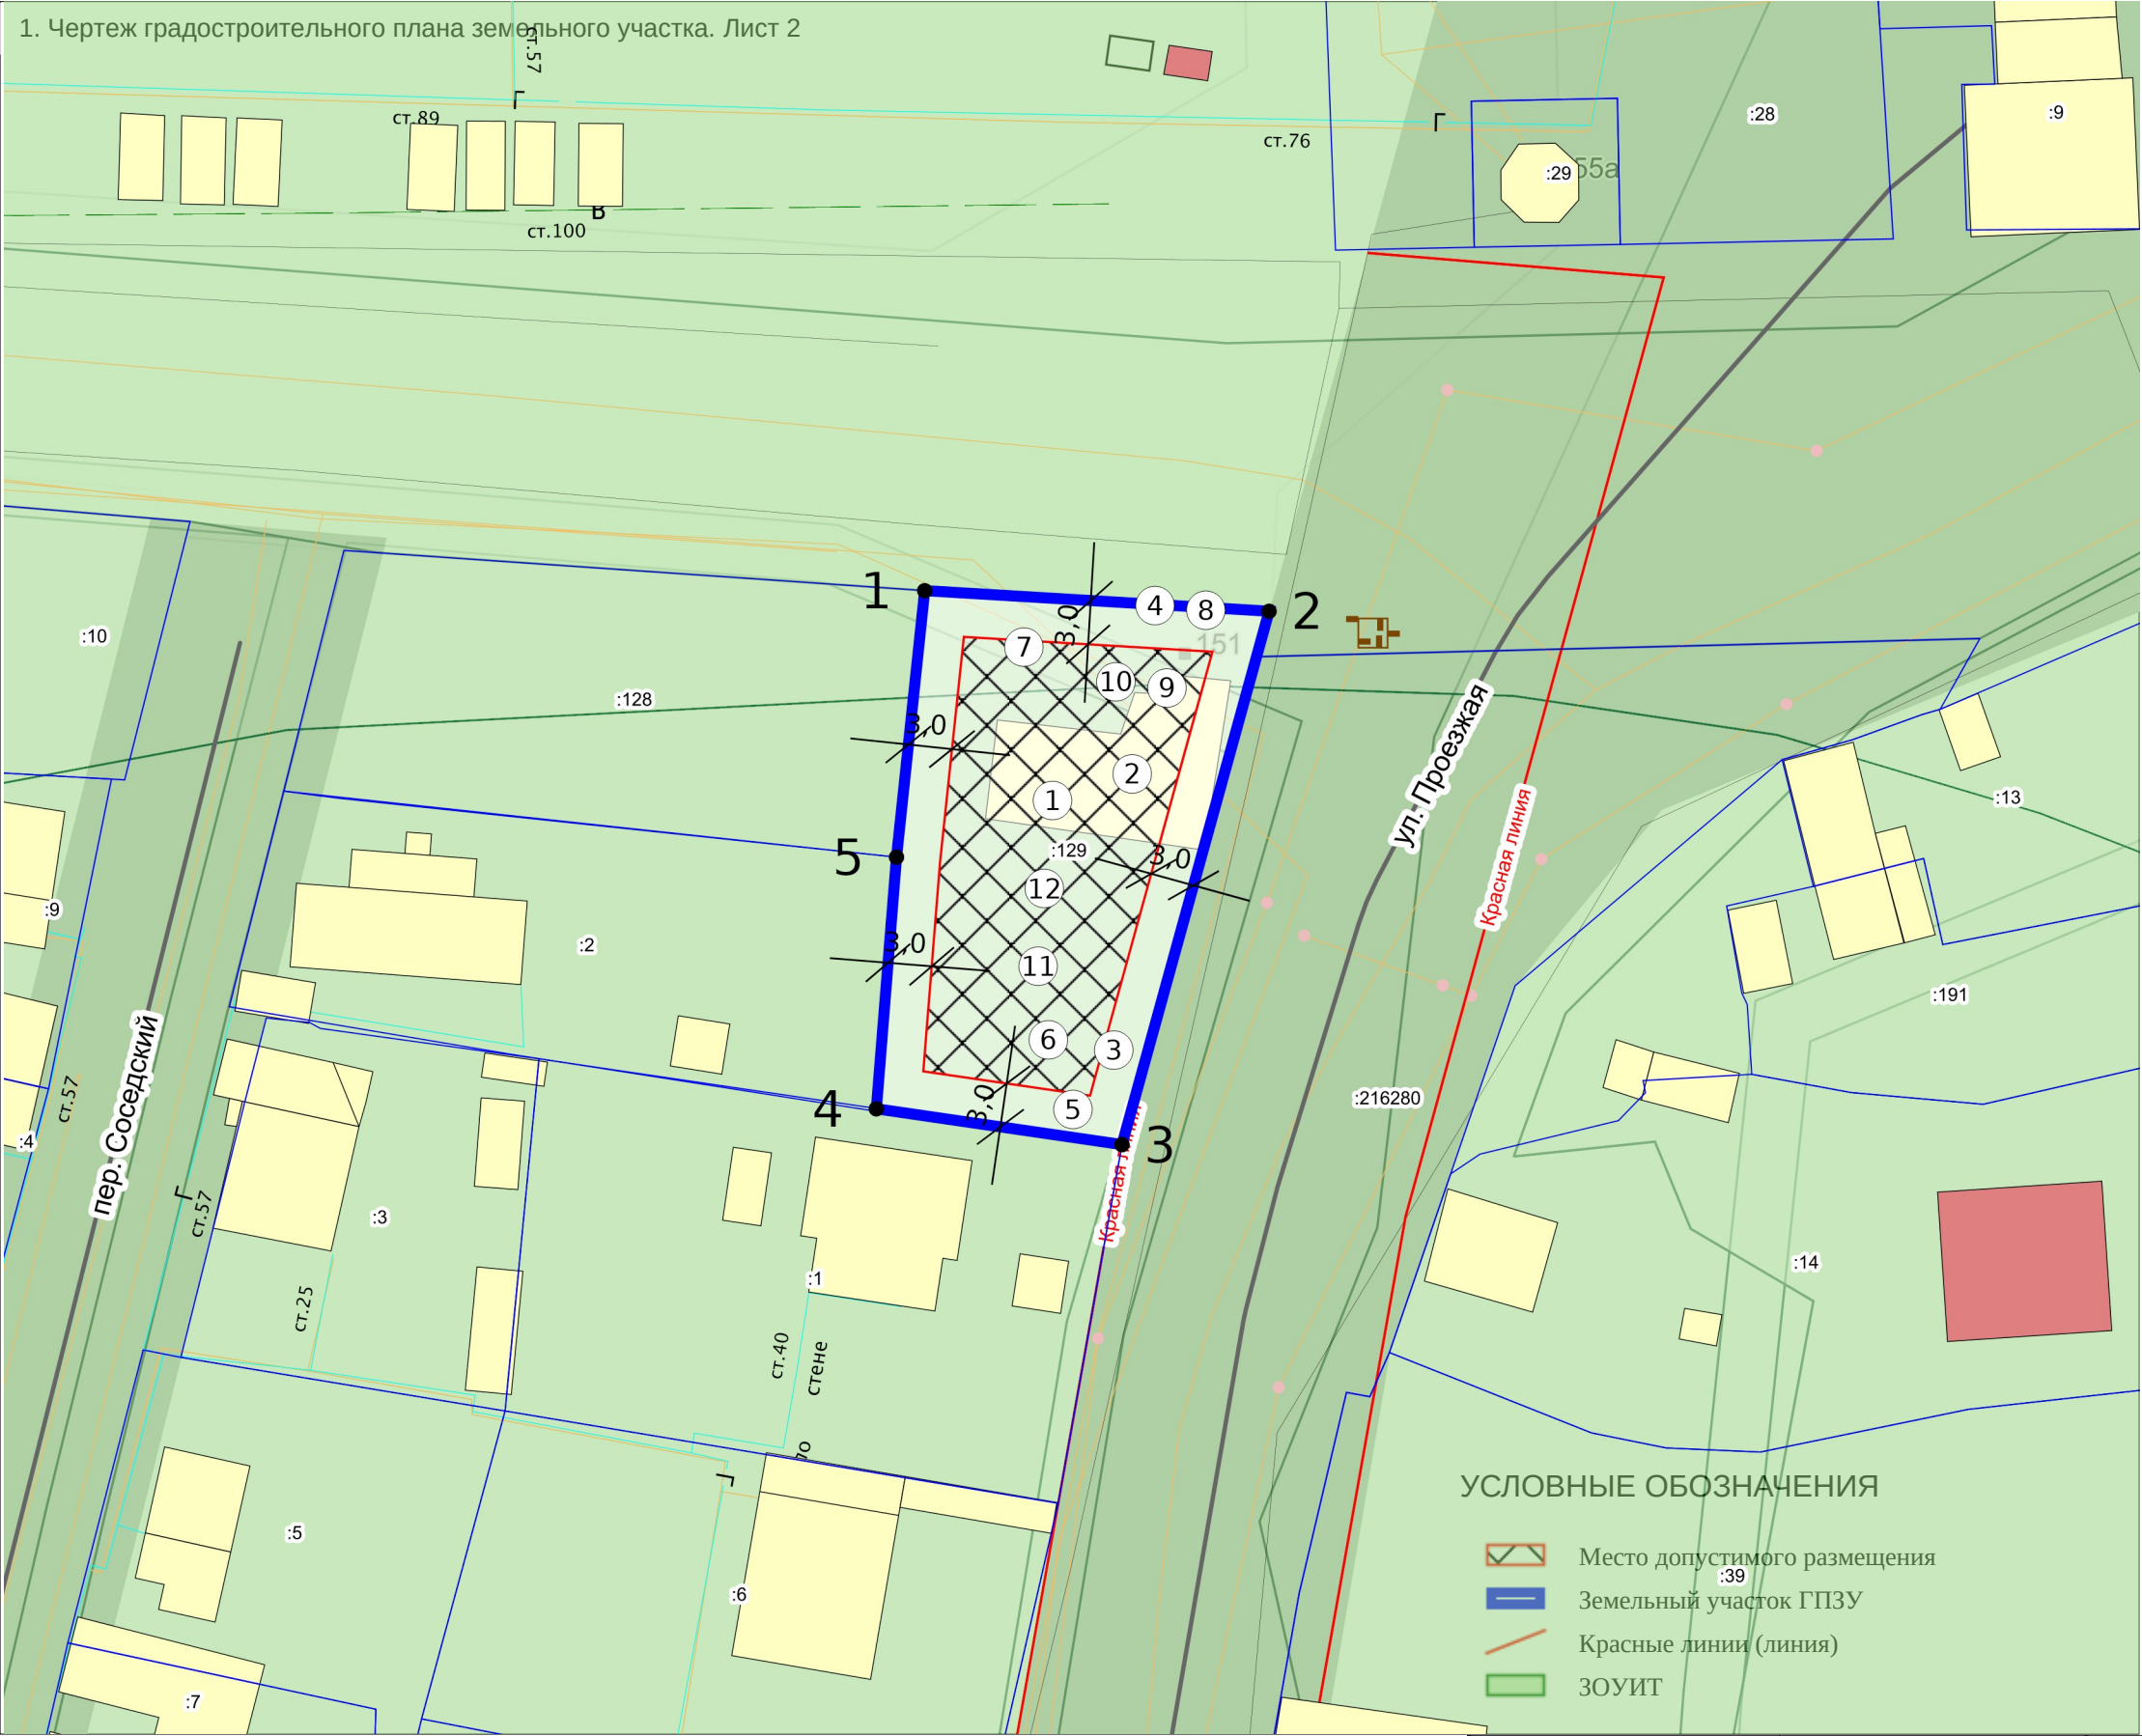 1. Чертеж градостроительного плана земельного участка. Лист 2
ст.57
Г
ст.89
ст.76
Г
:28
:9
:29
55а
В
ст.100
1
4
8
2
3,0
151
:10
7
10
9
:128
3,0
2
1
ул. Проезжая
:13
:129
3,0
5
Красная линия
12
:9
:2
3,0
11
:191
6
3
пер. Соседский
ст.57
:216280
4
3,0
5
:4
3
Красная линия
Г
ст.57
:3
:14
:1
ст.25
ст.40
стене
Г
:5
:6
:7
УСЛОВНЫЕ ОБОЗНАЧЕНИЯ
Место допустимого размещения
:39
Земельный участок ГПЗУ
Красные линии (линия)
ЗОУИТ